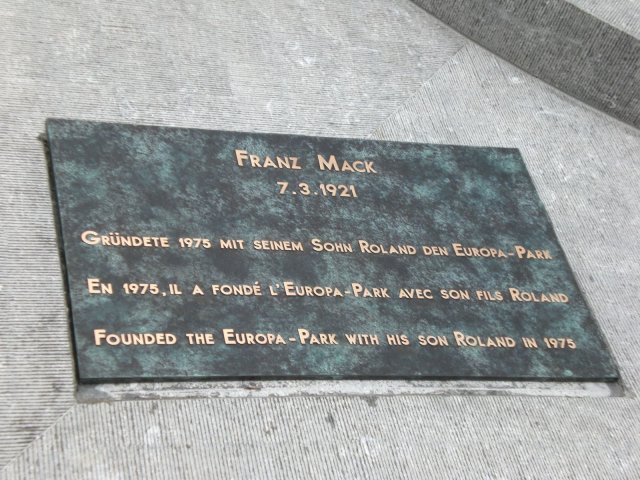 Franz Mack
7.3.1921
Gründete 1975 mit seinem Sohn Roland den Europa-Park
En 1975, il a fondé l'Europa-Park avec son fils Roland
Founded the Europa-Park with his son Roland in 1975